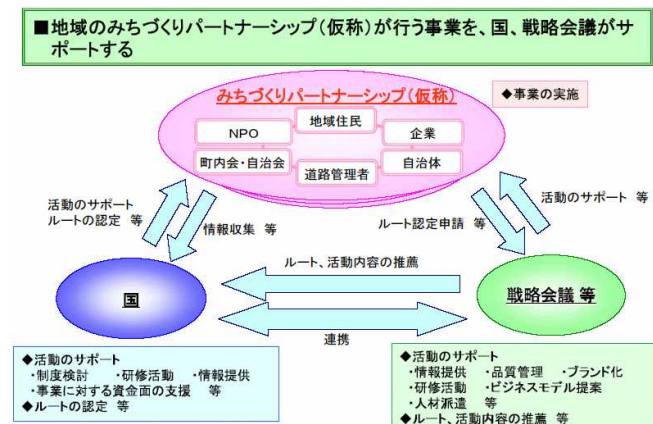 ■地域のみちづくりパートナーシップ(仮称)が行う事業を、国、戦略会議がサ
ポートする
みちづくりパートナーシップ(仮称)
◆事業の実施
地域住民
NPO
企業
町内会・自治会
自治体
道路管理者
活動のサポート
ルートの認定 等
情報収集 等
ルート認定申請 等
活動のサポート 等
ルート、活動内容の推薦
国
戦略会議 等
連携
◆活動のサポート
・制度検討 ・研修活動 ・情報提供
・事業に対する資金面の支援 等
◆ルートの認定 等
◆活動のサポート
・情報提供 ・品質管理 ・ブランド化
・研修活動 ・ビジネスモデル提案
・人材派遣 等
◆ルート、活動内容の推薦 等